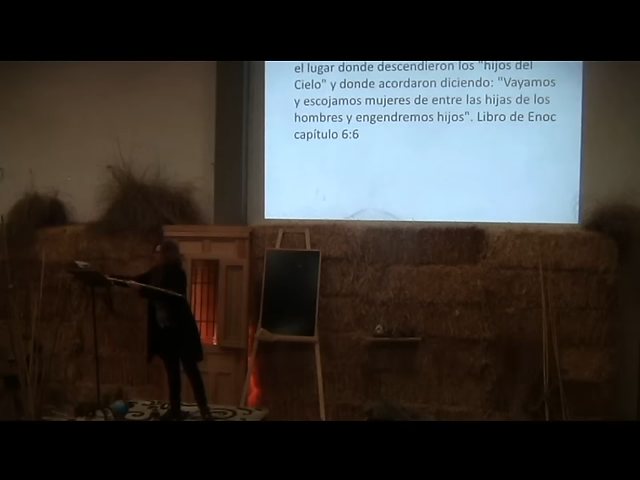 el lugar donde descendieron los "hijos del
Cielo" y donde acordaron diciendo: "Vayamos
y escojamos mujeres de entre las hijas de los
hombres y engendremos hijos". Libro de Enoc
capítulo 6:6